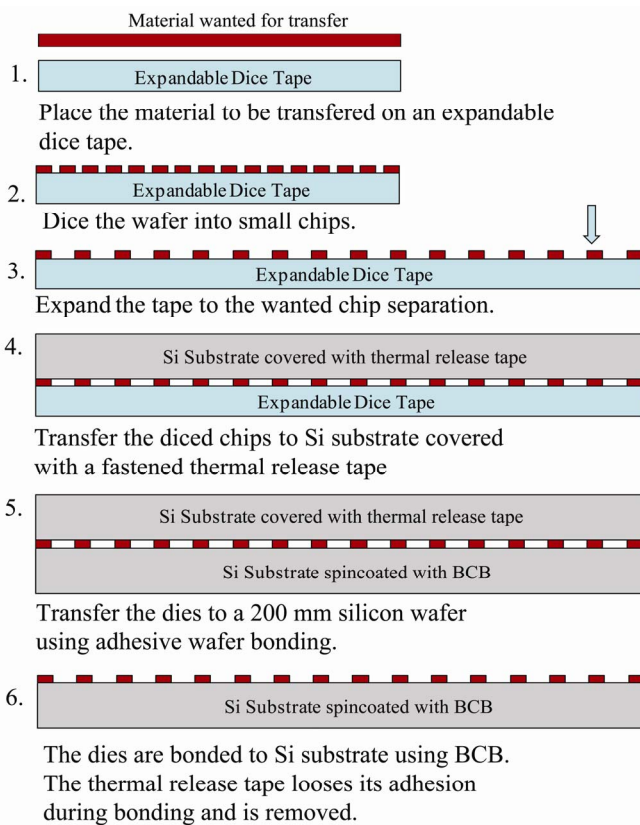 Material wanted for transfer
1.
Expandable Dice Tape
Place the material to be transfered on an expandable
dice tape.
Expandable Dice Tape
2.
Dice the wafer into small chips.
Expandable Dice Tape
3.
Expand the tape to the wanted chip separation.
4.
Si Substrate covered with thermal release tape
Expandable Dice Tape
Transfer the diced chips to Si substrate covered
with a fastened thermal release tape
5.
Si Substrate covered with thermal release tape
Si Substrate spincoated with BCB
Transfer the dies to a 200 mm silicon wafer
using adhesive wafer bonding.
6.
Si Substrate spincoated with BCB
The dies are bonded to Si substrate using BCB.
The thermal release tape looses its adhesion
during bonding and is removed.